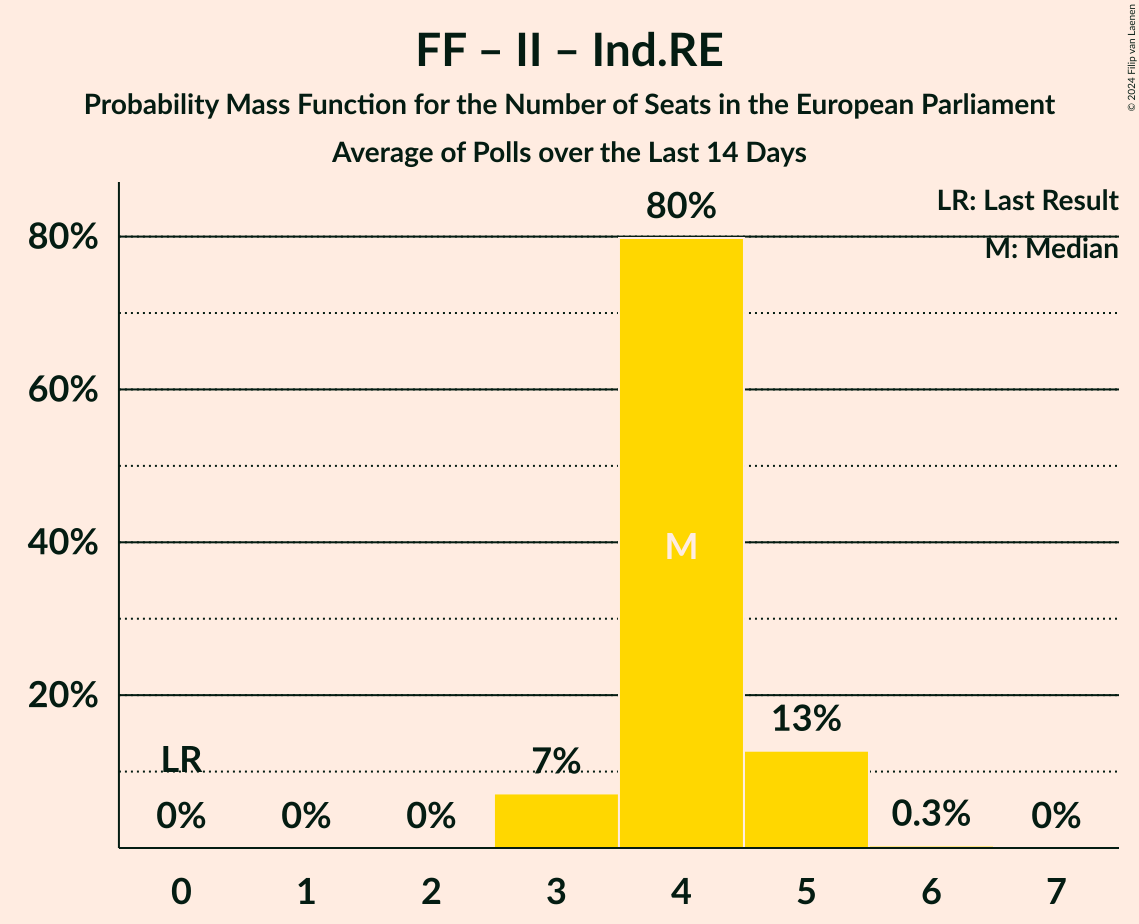 FF – II – Ind.RE
Probability Mass Function for the Number of Seats in the European Parliament
Average of Polls over the Last 14 Days
© 2024 Filip van Laenen
LR: Last Result
M: Median
80%
60%
40%
20%
LR
0%
0%
0%
7%
80%
M
13%
0.3%
0%
0 1 2 3 4 5 6 7